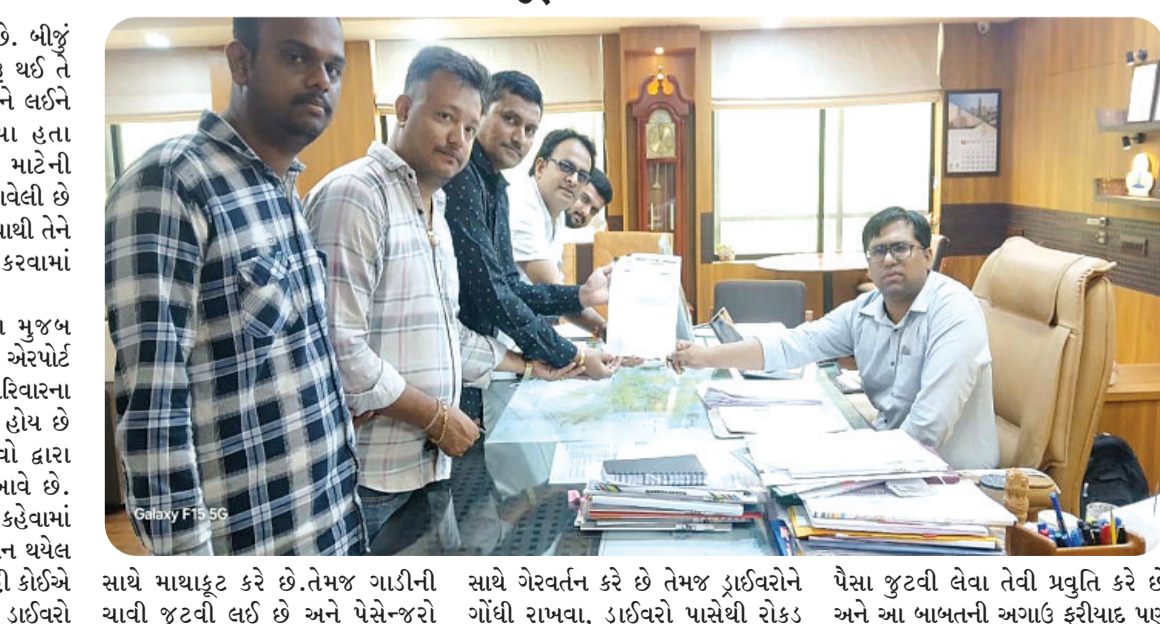 છે. બીજું
થઈ તે
ને લઈને
યા હતા
માટેની
વેલી છે
યાથી તેને
કરવામાં
મુજબ
એરપોર્ટ
રિવારના
હોય છે
વો દ્વારા
આવે છે.
કહેવામાં
ન થયેલ
કોઈએ
ડ્રાઈવરો
Galaxy F15 5G
સાથે માથાકૂટ કરે છે.તેમજ ગાડીની
ચાવી જુટવી લઈ છે અને પેસેન્જરો
સાથે ગેરવર્તન કરે છે તેમજ ડ્રાઈવરોને
ગોંધી રાખવા, ડ્રાઈવરો પાસેથી રોકડ
પૈસા જુટવી લેવા તેવી પ્રવુતિ કરે છે
અને આ બાબતની અગાઉ ફરીયાદ પણ